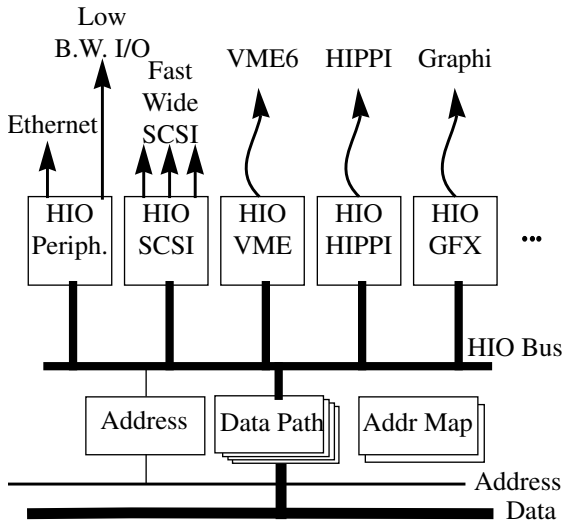 Low
B.W. I/O
Fast
Wide
SCSI
VME6
HIPPI
Graphi
Ethernet
HIO
Periph.
HIO
SCSI
HIO
VME
HIO
HIPPI
HIO
GFX
...
HIO Bus
Address
Data Path
Addr Map
Address
Data